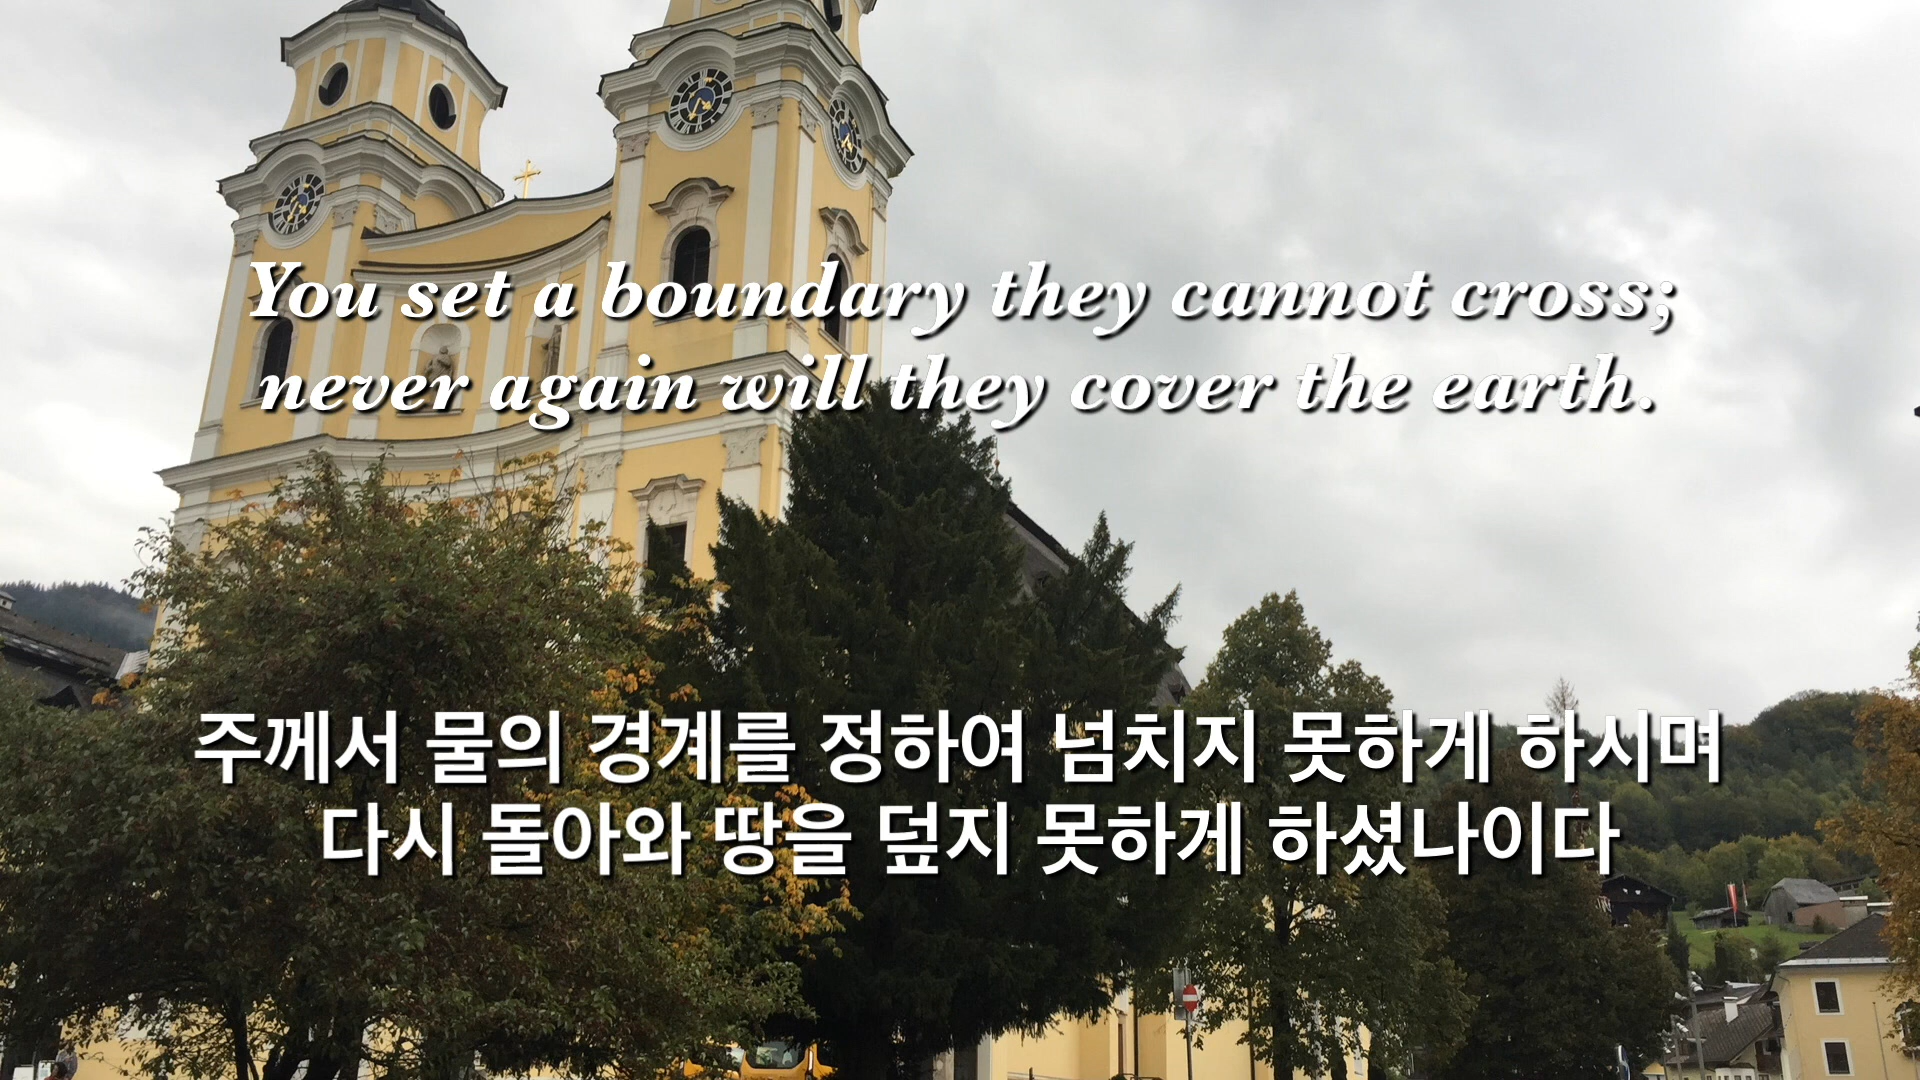 You set a boundary they cannot cross;
never again will they cover the earth.
주께서 물의 경계를 정하여 넘치지 못하게 하시며
다시 돌아와 땅을 덮지 못하게 하셨나이다